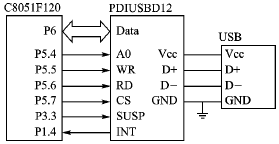 C8051F120 PDIUSBD12
P6 Data
USB
P5.4 A0 Vcc Vcc
P5.5 WR D+ D+
P5.6 RD D− D−
P5.7 CS GND GND
P3.3 SUSP
P1.4 INT